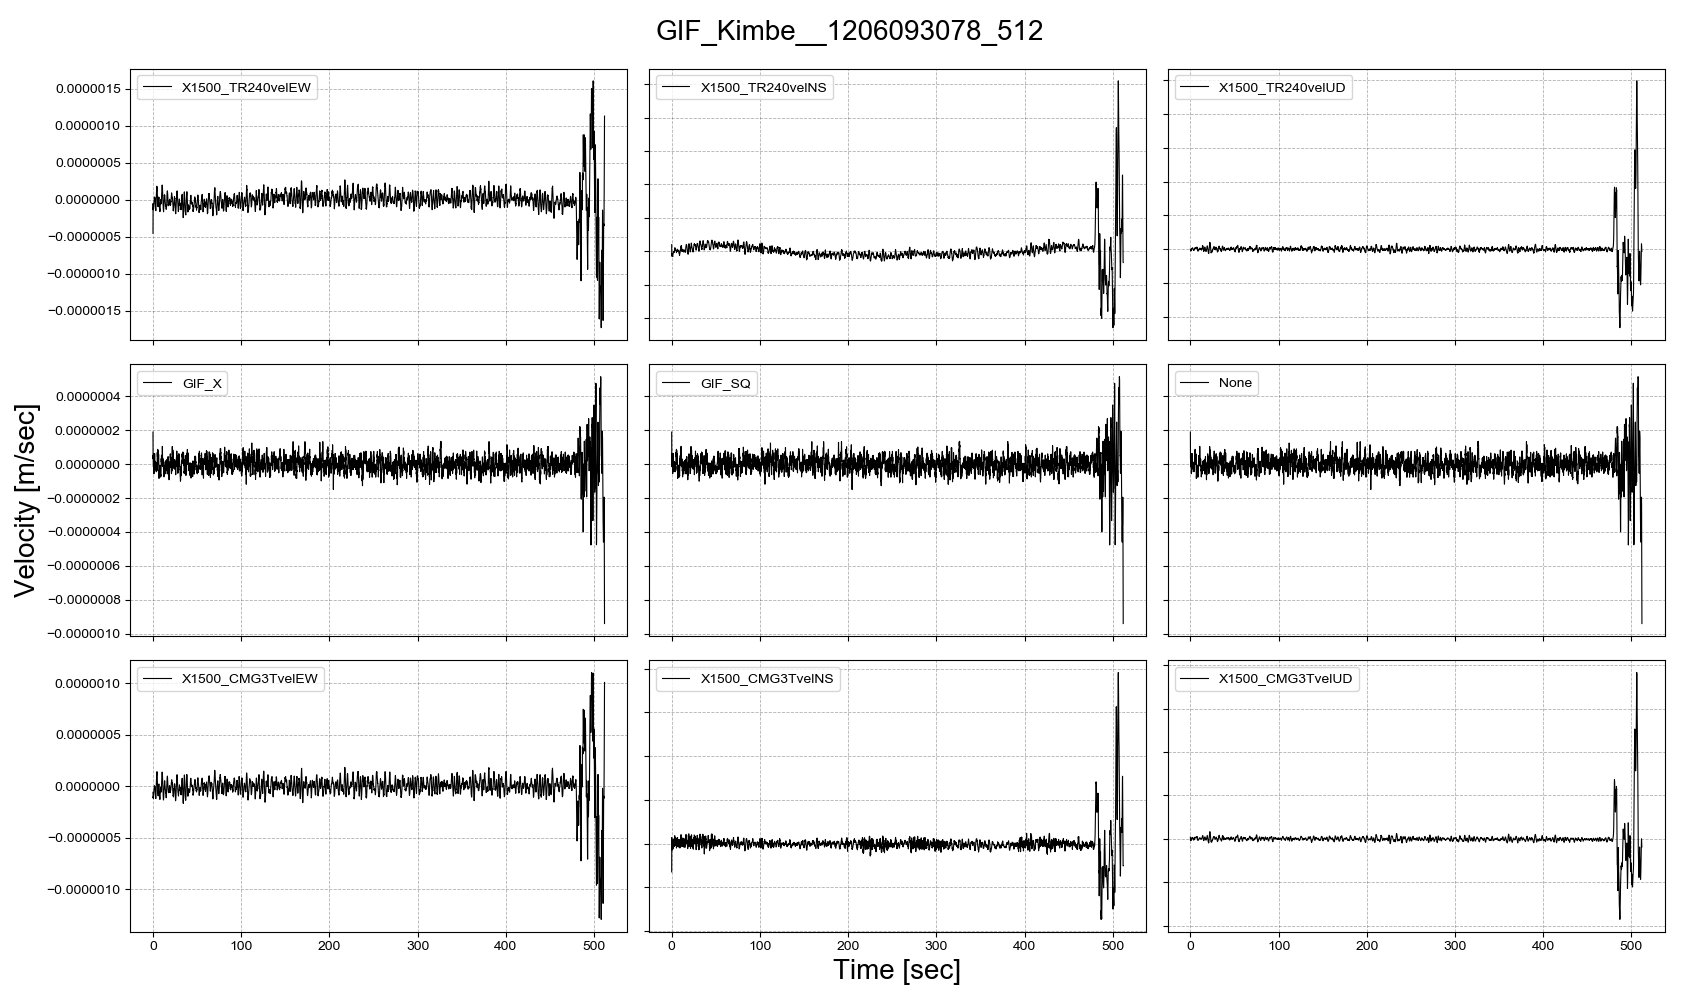 GIF_Kimbe__1206093078_512
X1500_TR240velEW
X1500_TR240velNS
X1500_TR240velUD
0.0000015
0.0000010
0.0000005
0.0000000
−0.0000005
−0.0000010
−0.0000015
GIF_X
GIF_SQ
None
0.0000004
0.0000002
0.0000000
−0.0000002
−0.0000004
−0.0000006
−0.0000008
−0.0000010
Velocity [m/sec]
X1500_CMG3TvelEW
X1500_CMG3TvelNS
X1500_CMG3TvelUD
0.0000010
0.0000005
0.0000000
−0.0000005
−0.0000010
0 100 200 300 400 500
0 100 200 300 400 500
0 100 200 300 400 500
Time [sec]